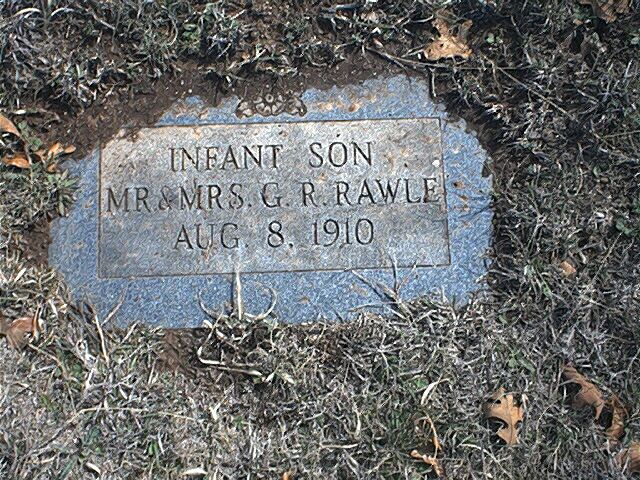 INFANT SON
MR.& MRS. G. R. RAWLE
AUG. 8, 1910